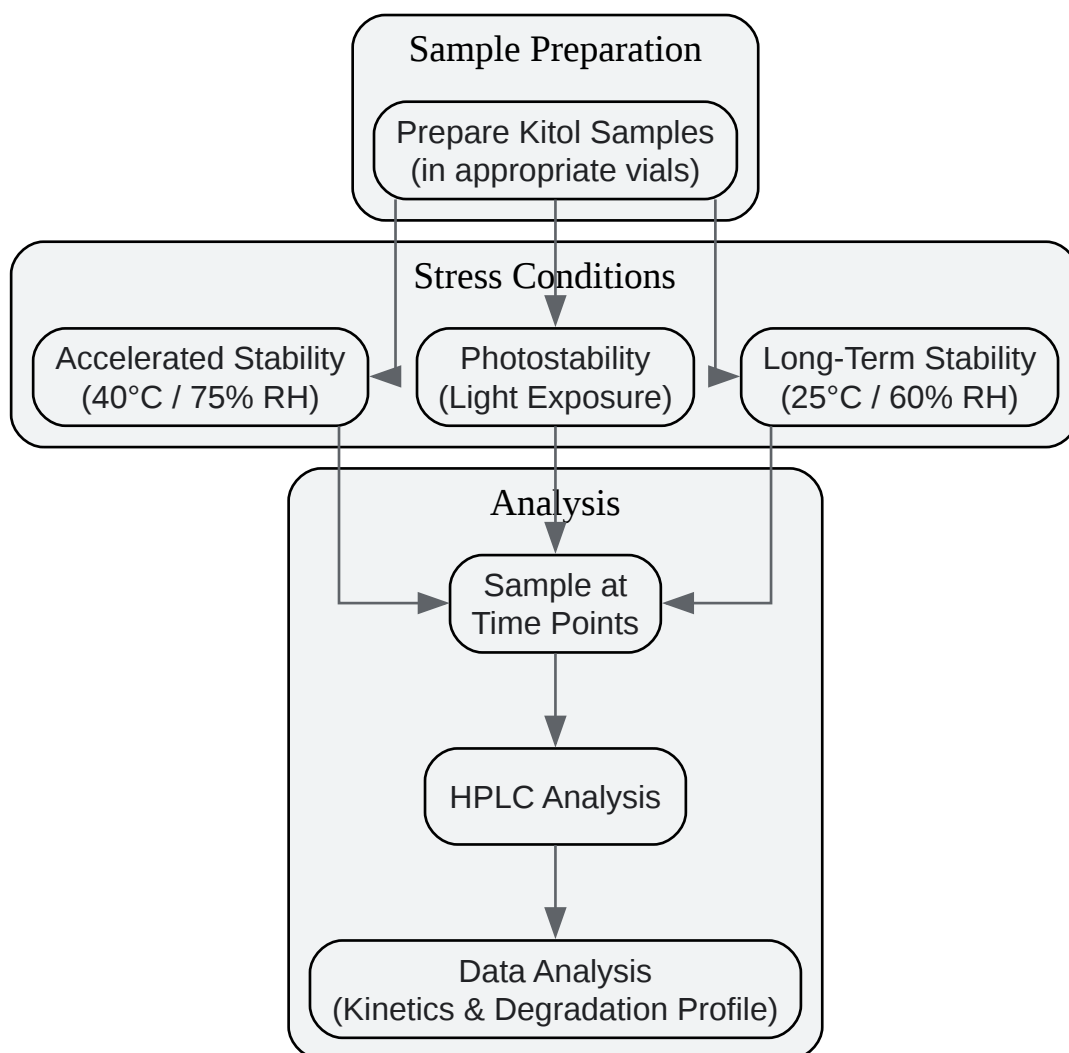 Sample Preparation
Prepare Kitol Samples
(in appropriate vials)
Stress Conditions
Accelerated Stability
(40°C / 75% RH)
Photostability
(Light Exposure)
Long-Term Stability
(25°C / 60% RH)
Analysis
Sample at
Time Points
HPLC Analysis
Data Analysis
(Kinetics & Degradation Profile)